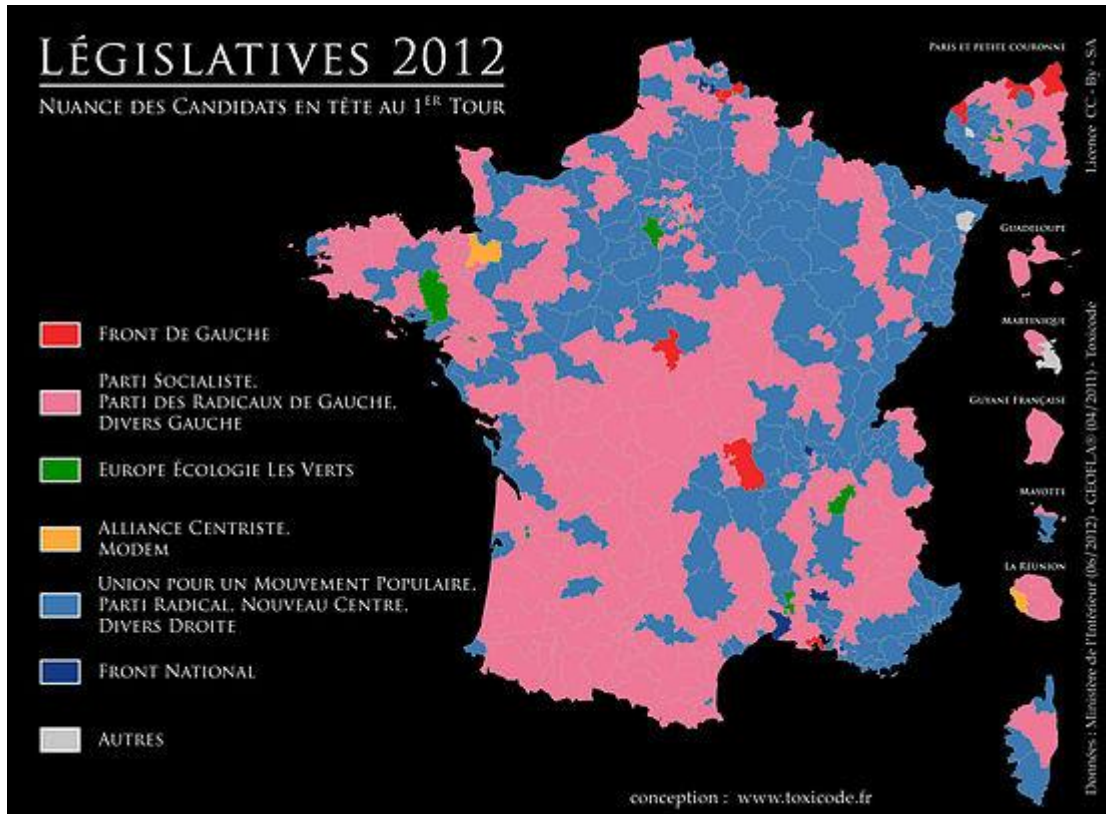 LÉGISLATIVES 2012
NUANCE DES CANDIDATS EN TÊTE AU 1ER TOUR
FRONT DE GAUCHE
PARTI SOCIALISTE,
PARTI DES RADICAUX DE GAUCHE,
DIVERS GAUCHE
EUROPE ÉCOLOGIE LES VERTS
ALLIANCE CENTRISTE,
MODEM
UNION POUR UN MOUVEMENT POPULAIRE,
PARTI RADICAL, NOUVEAU CENTRE,
DIVERS DROITE
FRONT NATIONAL
AUTRES
PARIS ET PETITE COURONNE
GUADELOUPE
MARTINIQUE
GUYANE FRANÇAISE
MAYOTTE
LA RÉUNION
conception : www.toxicode.fr
Données : Ministère de l'Intérieur (06/2012) - GEOFLA® (04/2011) - Toxicode
Licence CC - By - SA